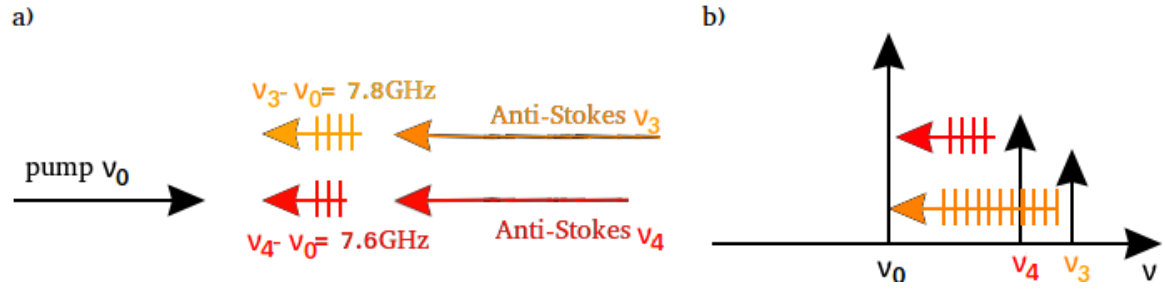 a)
ν3- ν0= 7.8GHz
Anti-Stokes ν3
pump ν0
ν4- ν0= 7.6GHz
Anti-Stokes ν4
b)
ν0
ν4
ν3
ν